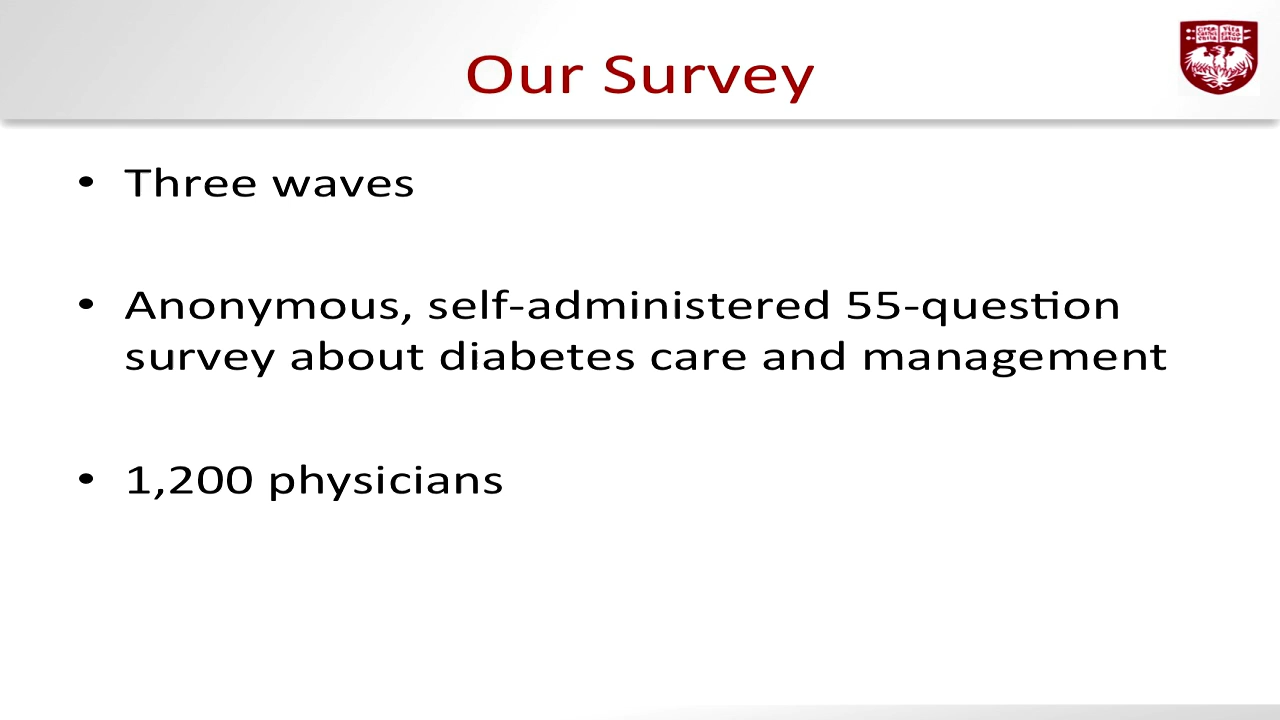 Our Survey
• Three waves
• Anonymous, self-administered 55-question
survey about diabetes care and management
• 1,200 physicians